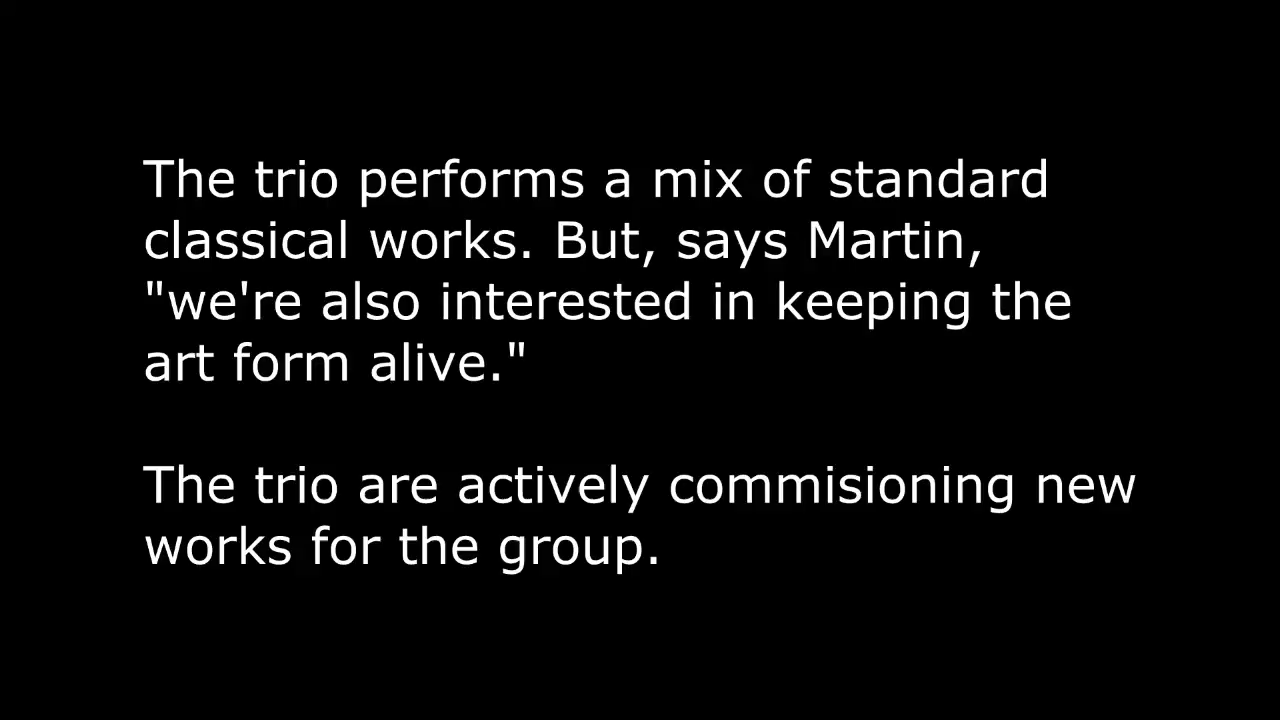 The trio performs a mix of standard
classical works. But, says Martin,
"we're also interested in keeping the
art form alive."
The trio are actively commisioning new
works for the group.